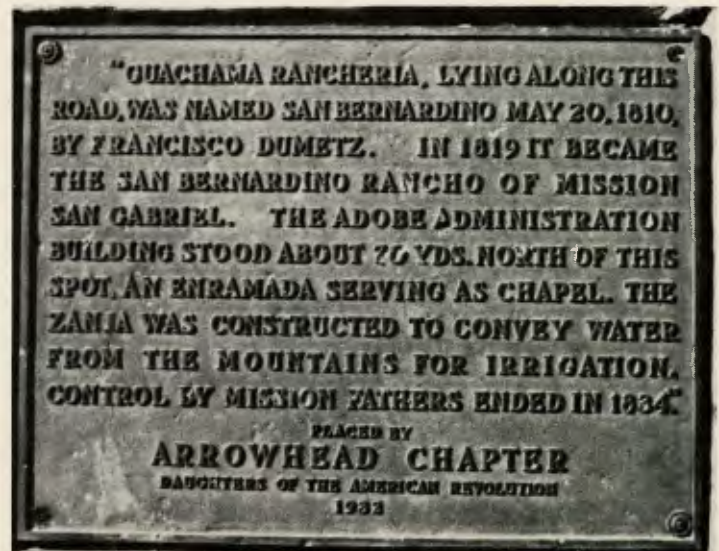 "GUACHAMA RANCHERIA, LYING ALONG THIS
ROAD, WAS NAMED SAN BERNARDINO MAY 20, 1810,
BY FRANCISCO DUMETZ. IN 1819 IT BECAME
THE SAN BERNARDINO RANCHO OF MISSION
SAN GABRIEL. THE ADOBE ADMINISTRATION
BUILDING STOOD ABOUT YDS. NORTH OF THIS
SPOT, AN ENRAMADA SERVING AS CHAPEL. THE
ZANJA WAS CONSTRUCTED TO CONVEY WATER
FROM THE MOUNTAINS FOR IRRIGATION.
CONTROL BY MISSION FATHERS ENDED IN 1834."
PLACED BY
ARROWHEAD CHAPTER
DAUGHTERS OF THE AMERICAN REVOLUTION
1932